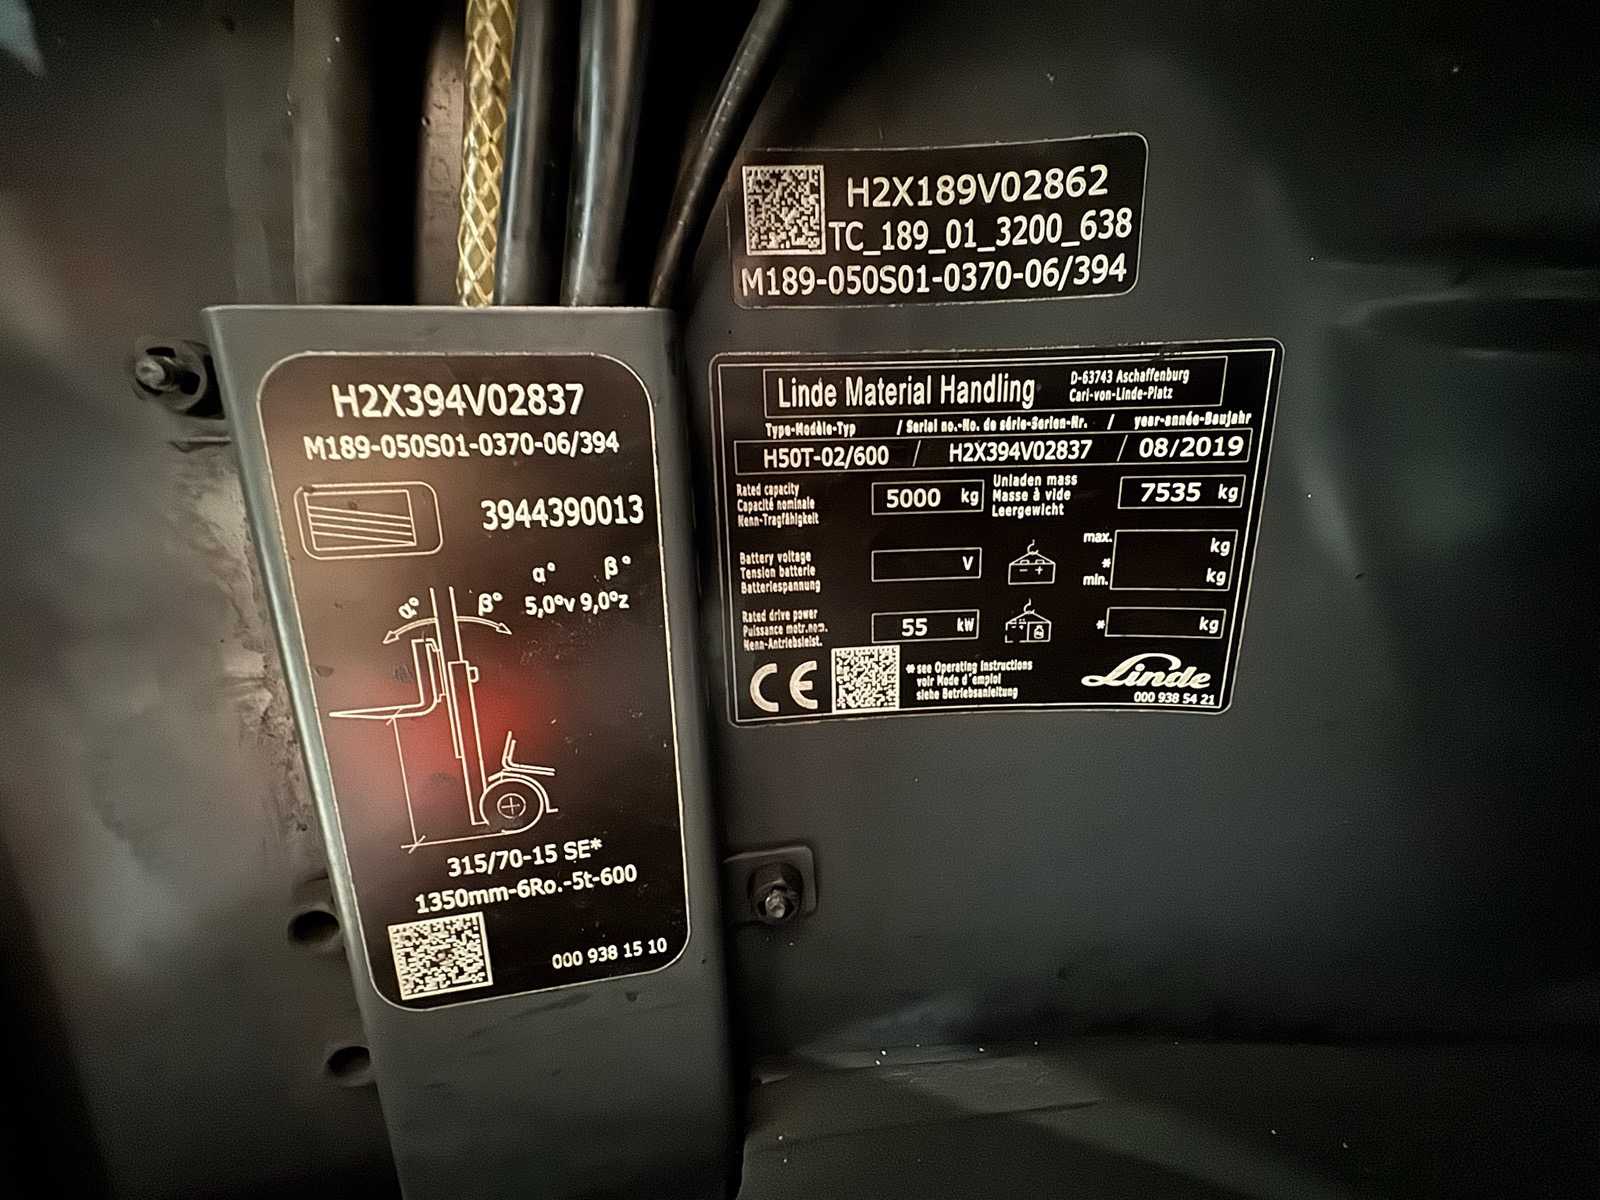 H2X189V02862
TC_189_01_3200_638
M189-050S01-0370-06/394
H2X394V02837
M189-050S01-0370-06/394
3944390013
α° β°
5,0°v 9,0°z
α° β°
315/70-15 SE*
1350mm-6Ro.-5t-600
000 938 15 10
Linde Material Handling
D-63743 Aschaffenburg
Carl-von-Linde-Platz
Type-Modèle-Typ / Serial no.-No. de série-Serien-Nr. / year-année-Baujahr
H50T-02/600 / H2X394V02837 / 08/2019
Rated capacity
Capacité nominale
Nenn-Tragfähigkeit
5000 kg
Unladen mass
Masse à vide
Leergewicht
7535 kg
Battery voltage
Tension batterie
Batteriespannung
V
max. kg
*
min. kg
Rated drive power
Puissance motr.nom.
Nenn-Antriebsleist.
55 kW
* kg
CE
* see Operating Instructions
voir Mode d'emploi
siehe Betriebsanleitung
Linde
000 938 54 21